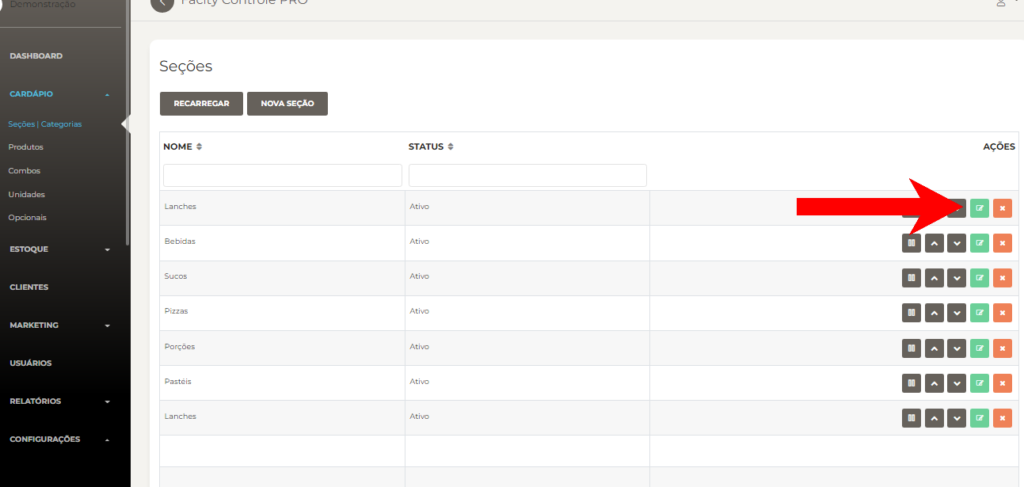 Demonstração
Facity Controle PRO
DASHBOARD
CARDÁPIO
Seções | Categorias
Produtos
Combos
Unidades
Opcionais
ESTOQUE
CLIENTES
MARKETING
USUÁRIOS
RELATÓRIOS
CONFIGURAÇÕES
Seções
RECARREGAR NOVA SEÇÃO
NOME STATUS AÇÕES
Lanches Ativo
Bebidas Ativo
Sucos Ativo
Pizzas Ativo
Porções Ativo
Pastéis Ativo
Lanches Ativo